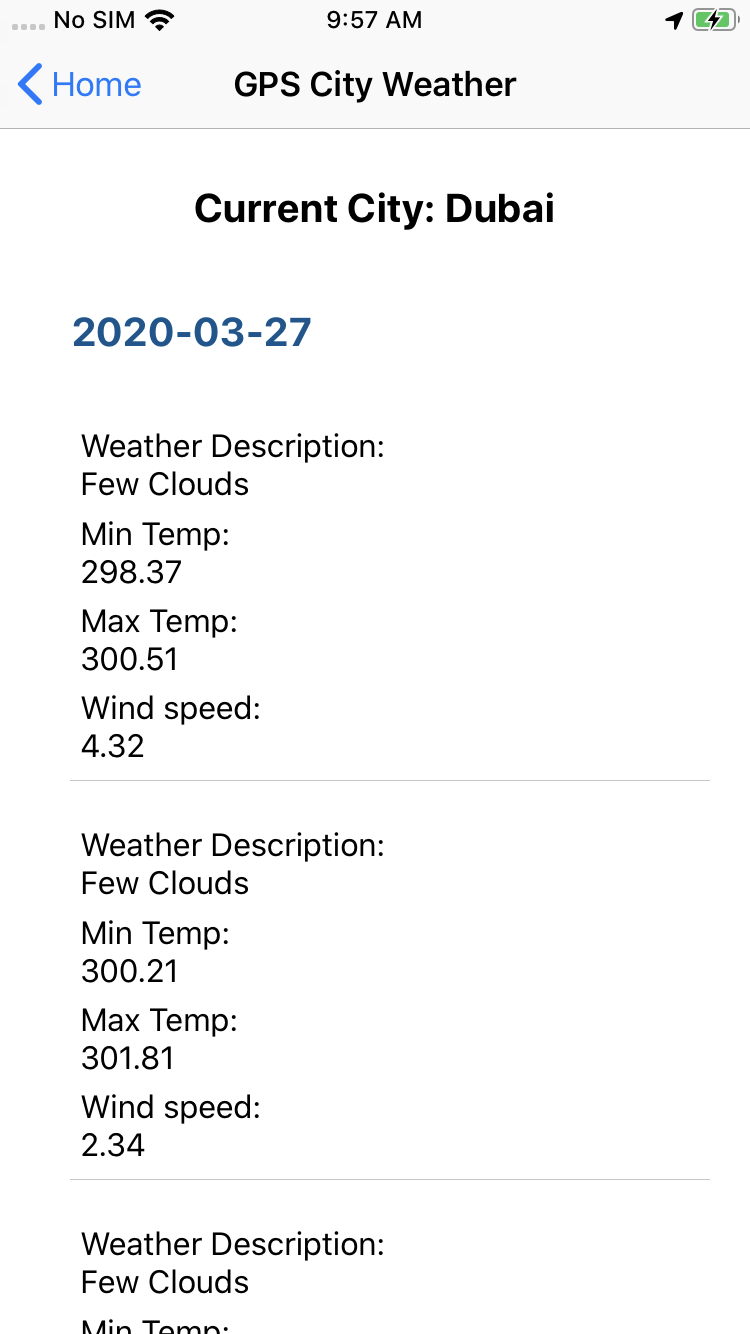 No SIM 9:57 AM
Home GPS City Weather
Current City: Dubai
2020-03-27
Weather Description:
Few Clouds
Min Temp:
298.37
Max Temp:
300.51
Wind speed:
4.32
Weather Description:
Few Clouds
Min Temp:
300.21
Max Temp:
301.81
Wind speed:
2.34
Weather Description:
Few Clouds
Min Temp: